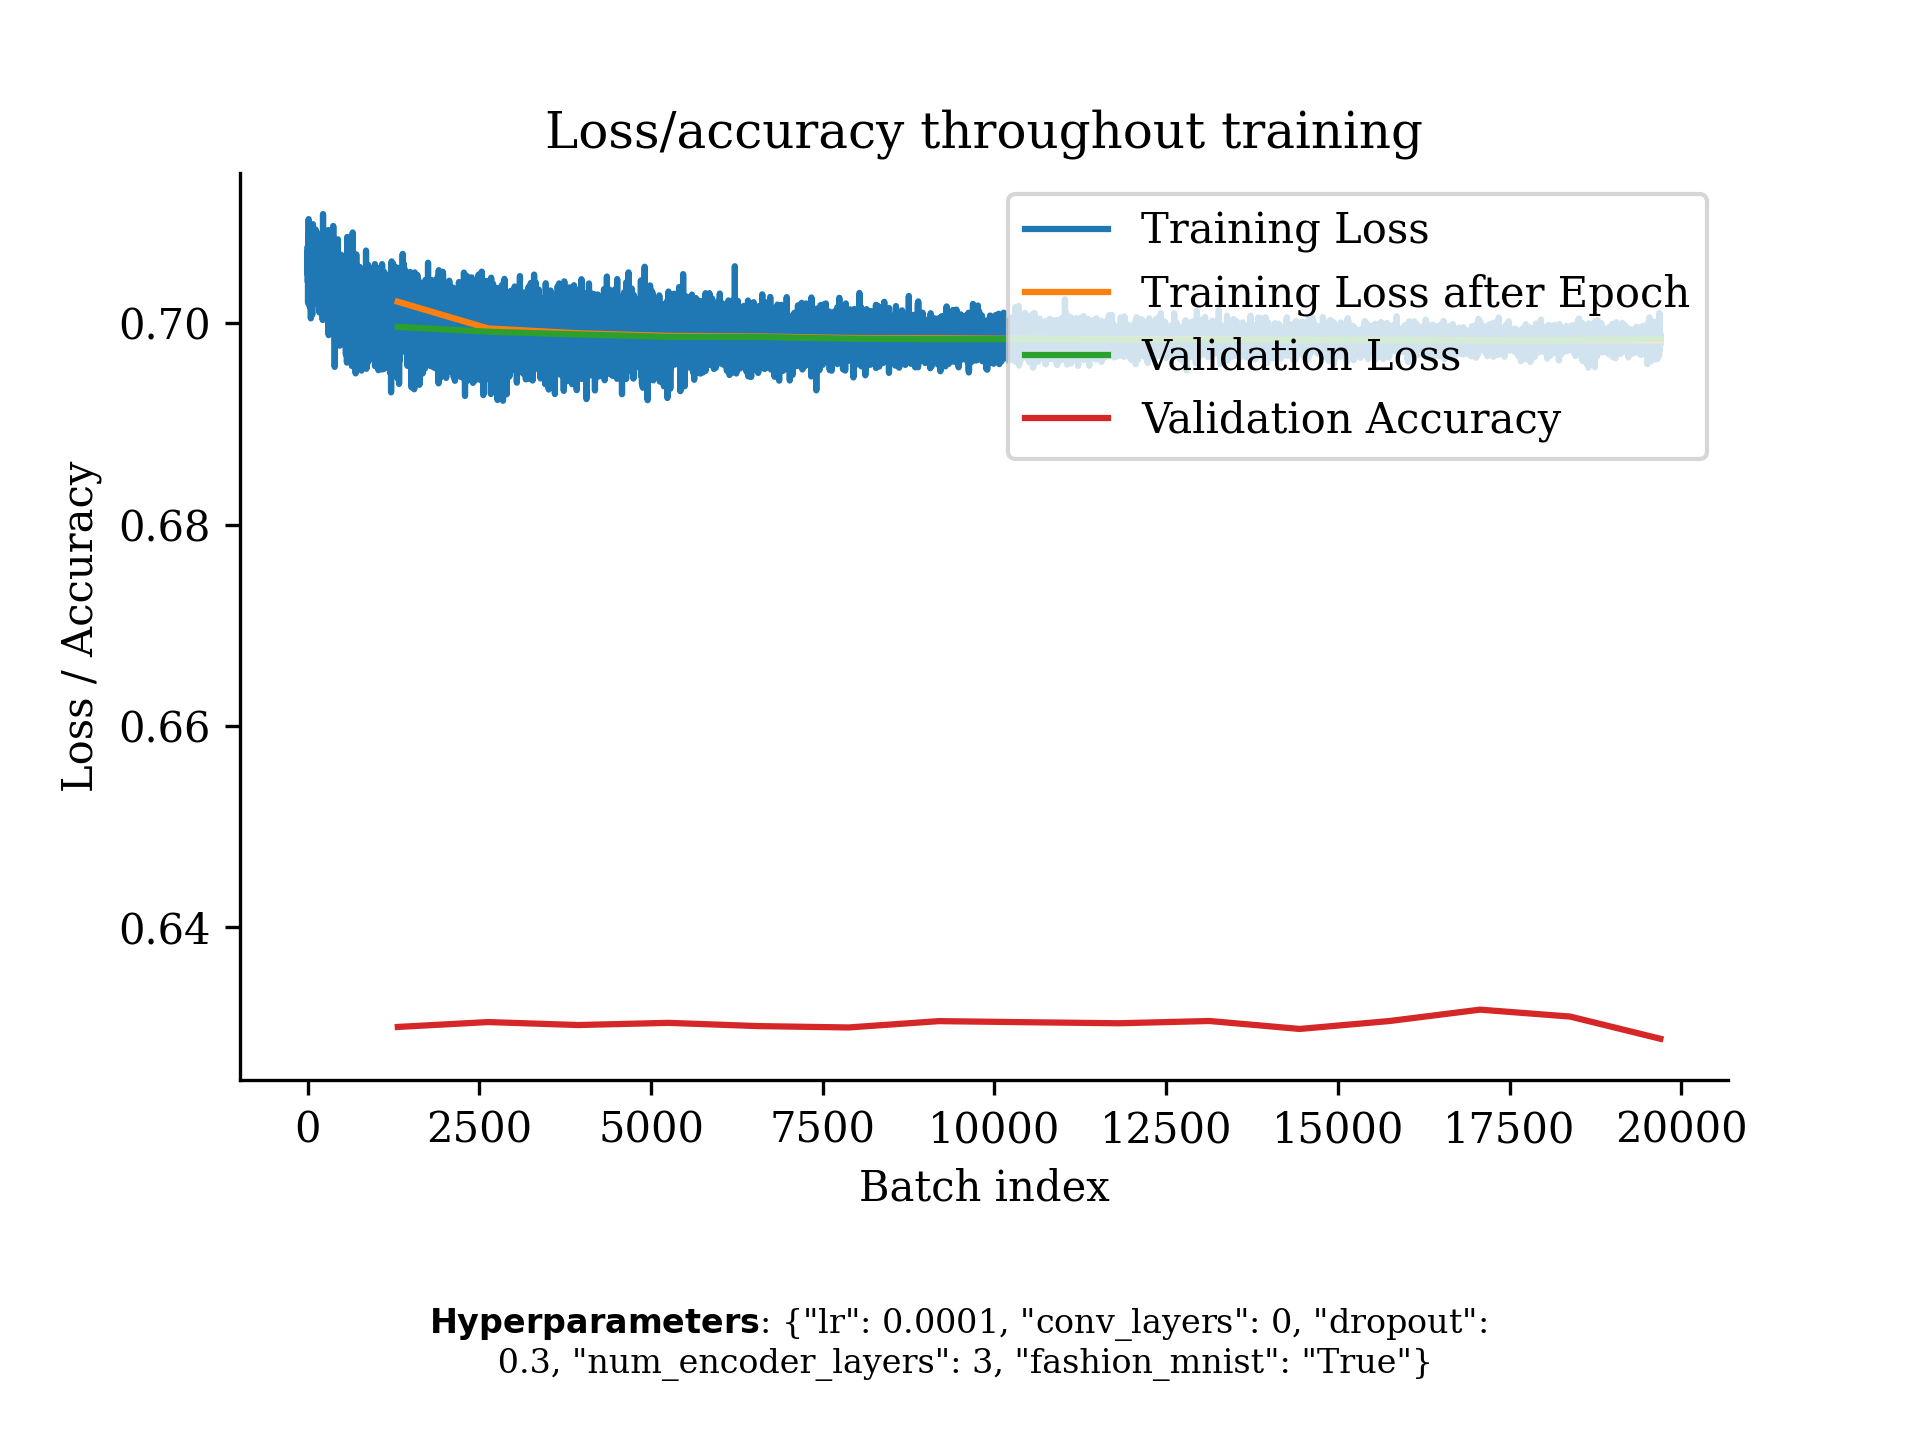 Loss/accuracy throughout training
Training Loss
Training Loss after Epoch
Validation Loss
Validation Accuracy
Loss / Accuracy
0.70
0.68
0.66
0.64
0 2500 5000 7500 10000 12500 15000 17500 20000
Batch index
Hyperparameters: {"lr": 0.0001, "conv_layers": 0, "dropout":
0.3, "num_encoder_layers": 3, "fashion_mnist": "True"}